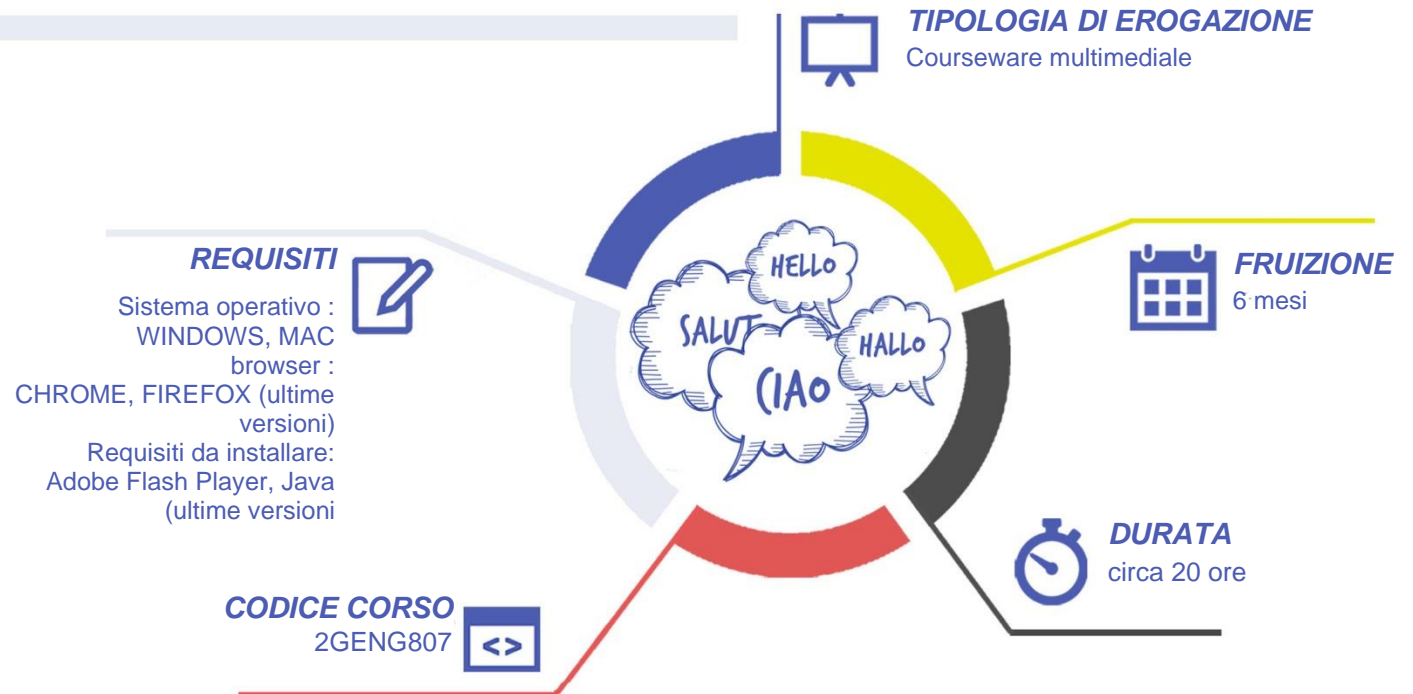 TIPOLOGIA DI EROGAZIONE
Courseware multimediale
REQUISITI
Sistema operativo :
WINDOWS, MAC
browser :
CHROME, FIREFOX (ultime
versioni)
Requisiti da installare:
Adobe Flash Player, Java
(ultime versioni
HELLO
SALUT
HALLO
CIAO
FRUIZIONE
6 mesi
DURATA
circa 20 ore
CODICE CORSO
2GENG807
<>